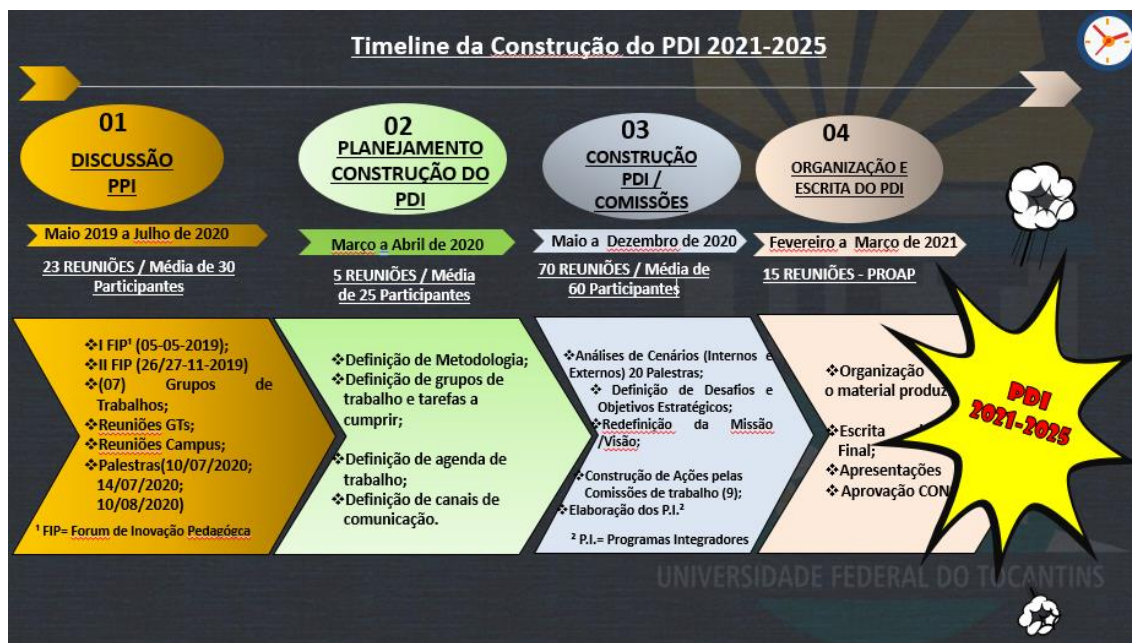 Timeline da Construção do PDI 2021-2025
01
DISCUSSÃO
PPI
02
PLANEJAMENTO
CONSTRUÇÃO DO
PDI
03
CONSTRUÇÃO
PDI /
COMISSÕES
04
ORGANIZAÇÃO E
ESCRITA DO PDI
Maio 2019 a Julho de 2020
23 REUNIÕES / Média de 30
Participantes
Março a Abril de 2020
5 REUNIÕES / Média
de 25 Participantes
Maio a Dezembro de 2020
70 REUNIÕES / Média de
60 Participantes
Fevereiro a Março de 2021
15 REUNIÕES - PROAP
❖I FIP¹ (05-05-2019);
❖II FIP (26/27-11-2019)
❖(07) Grupos de
Trabalhos;
❖Reuniões GTs;
❖Reuniões Campus;
❖Palestras(10/07/2020;
14/07/2020;
10/08/2020)
¹ FIP= Forum de Inovação Pedagógca
❖Definição de Metodologia;
❖Definição de grupos de
trabalho e tarefas a
cumprir;
❖Definição de agenda de
trabalho;
❖Definição de canais de
comunicação.
❖Análises de Cenários (Internos e
Externos) 20 Palestras;
❖ Definição de Desafios e
Objetivos Estratégicos;
❖Redefinição da Missão
/Visão;
❖Construção de Ações pelas
Comissões de trabalho (9);
❖Elaboração dos P.I.²
² P.I.= Programas Integradores
❖Organização
o material produz
❖Escrita
Final;
❖Apresentações
❖Aprovação CON
PDI
2021-2025
UNIVERSIDADE FEDERAL DO TOCANTINS